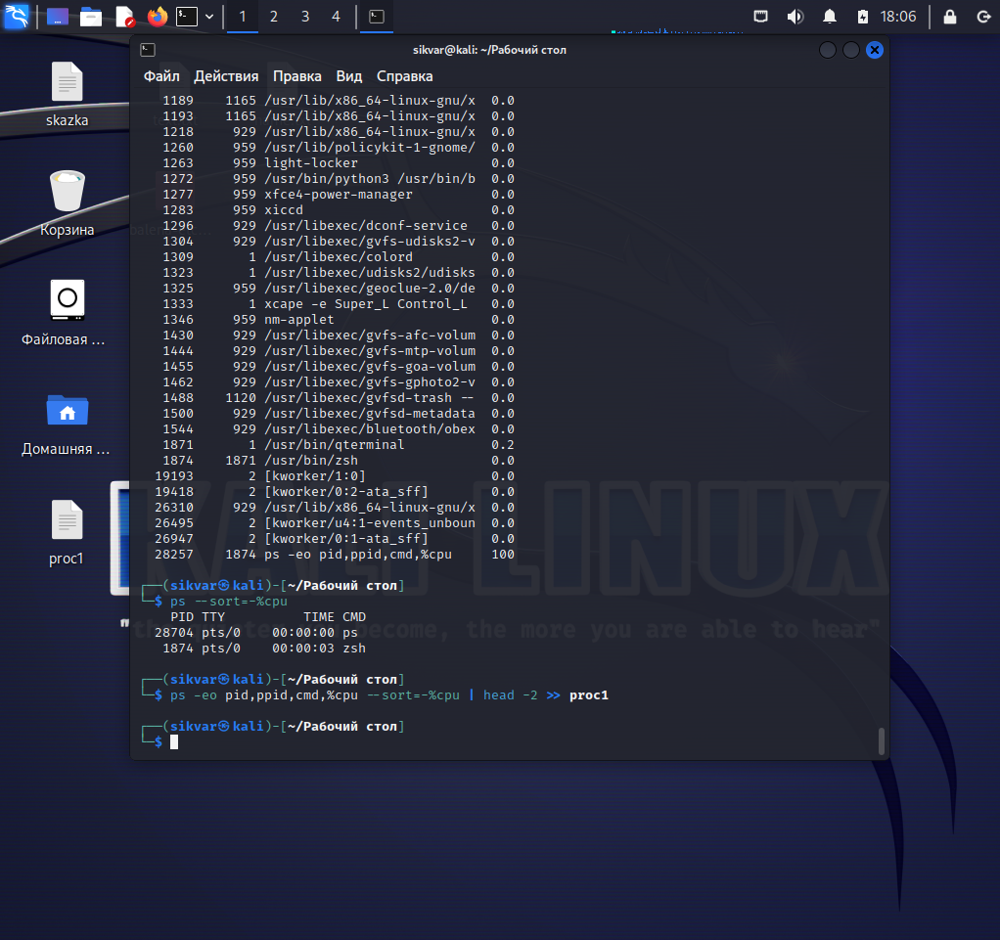 1 2 3 4 18:06
sikvar@kali: ~/Рабочий стол
Файл Действия Правка Вид Справка
skazka
Корзина
Файловая ...
Домашняя ...
proc1
1189 1165 /usr/lib/x86_64-linux-gnu/x 0.0
1193 1165 /usr/lib/x86_64-linux-gnu/x 0.0
1218 929 /usr/lib/x86_64-linux-gnu/x 0.0
1260 959 /usr/lib/policykit-1-gnome/ 0.0
1263 959 light-locker 0.0
1272 959 /usr/bin/python3 /usr/bin/b 0.0
1277 959 xfce4-power-manager 0.0
1283 959 xiccd 0.0
1296 929 /usr/libexec/dconf-service 0.0
1304 929 /usr/libexec/gvfs-udisks2-v 0.0
1309 1 /usr/libexec/colord 0.0
1323 1 /usr/libexec/udisks2/udisks 0.0
1325 959 /usr/libexec/geoclue-2.0/de 0.0
1333 1 xcape -e Super_L Control_L 0.0
1346 959 nm-applet 0.0
1430 929 /usr/libexec/gvfs-afc-volum 0.0
1444 929 /usr/libexec/gvfs-mtp-volum 0.0
1455 929 /usr/libexec/gvfs-goa-volum 0.0
1462 929 /usr/libexec/gvfs-gphoto2-v 0.0
1488 1120 /usr/libexec/gvfsd-trash -- 0.0
1500 929 /usr/libexec/gvfsd-metadata 0.0
1544 929 /usr/libexec/bluetooth/obex 0.0
1871 1 /usr/bin/qterminal 0.2
1874 1871 /usr/bin/zsh 0.0
19193 2 [kworker/1:0] 0.0
19418 2 [kworker/0:2-ata_sff] 0.0
26310 929 /usr/lib/x86_64-linux-gnu/x 0.0
26495 2 [kworker/u4:1-events_unboun 0.0
26947 2 [kworker/0:1-ata_sff] 0.0
28257 1874 ps -eo pid,ppid,cmd,%cpu 100
┌──(sikvar㉿kali)-[~/Рабочий стол]
└─$ ps --sort=-%cpu
PID TTY TIME CMD
28704 pts/0 00:00:00 ps
1874 pts/0 00:00:03 zsh
┌──(sikvar㉿kali)-[~/Рабочий стол]
└─$ ps -eo pid,ppid,cmd,%cpu --sort=-%cpu | head -2 >> proc1
┌──(sikvar㉿kali)-[~/Рабочий стол]
└─$
KALI LINUX
become, the more you are able to hear"